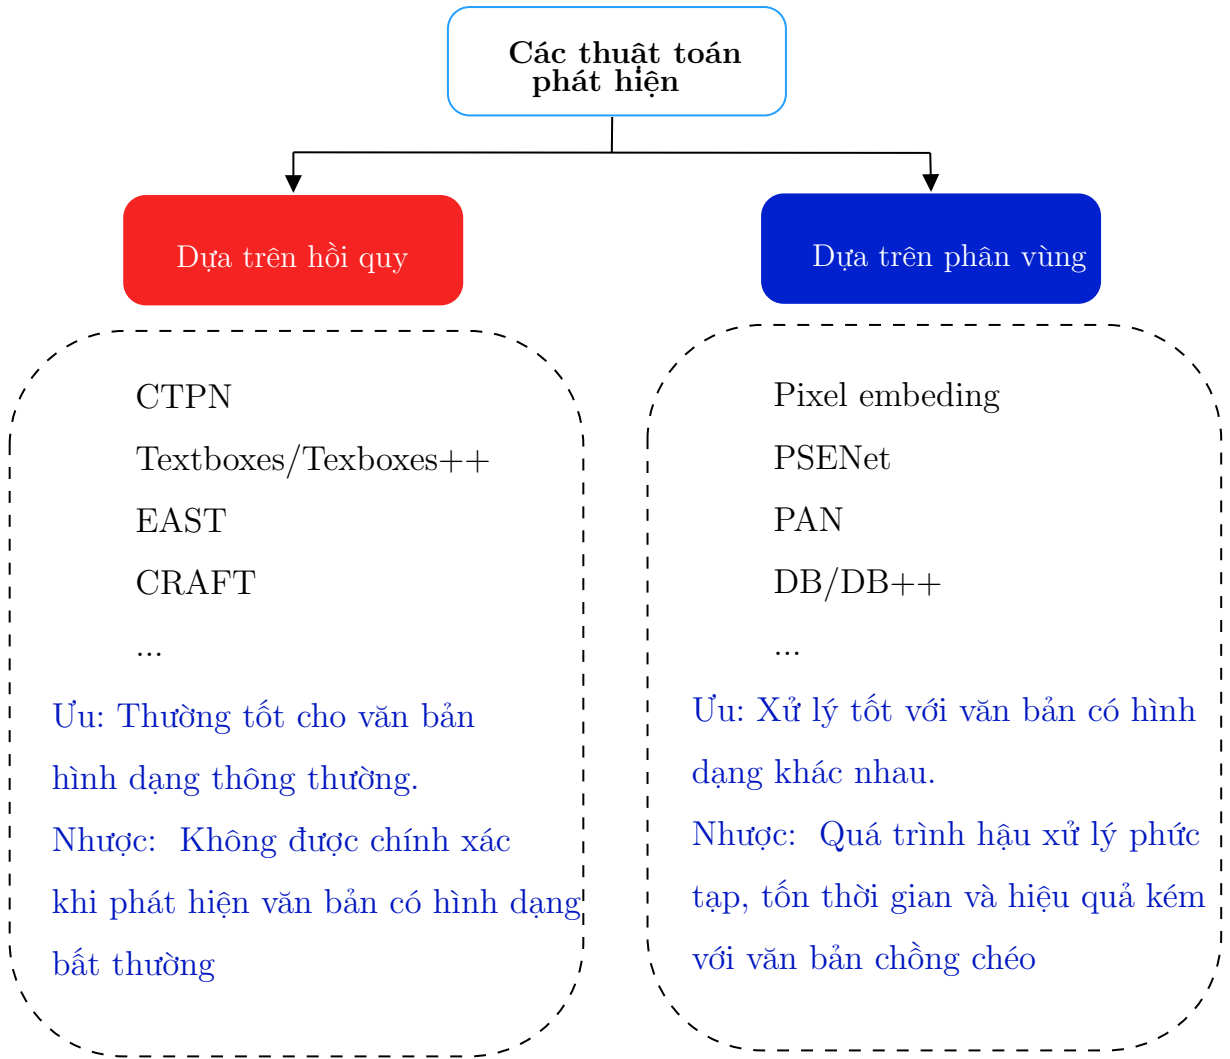 Các thuật toán
phát hiện
Dựa trên hồi quy
CTPN
Textboxes/Texboxes++
EAST
CRAFT
...
Ưu: Thường tốt cho văn bản
hình dạng thông thường.
Nhược: Không được chính xác
khi phát hiện văn bản có hình dạng
bất thường
Dựa trên phân vùng
Pixel embeding
PSENet
PAN
DB/DB++
...
Ưu: Xử lý tốt với văn bản có hình
dạng khác nhau.
Nhược: Quá trình hậu xử lý phức
tạp, tốn thời gian và hiệu quả kém
với văn bản chồng chéo